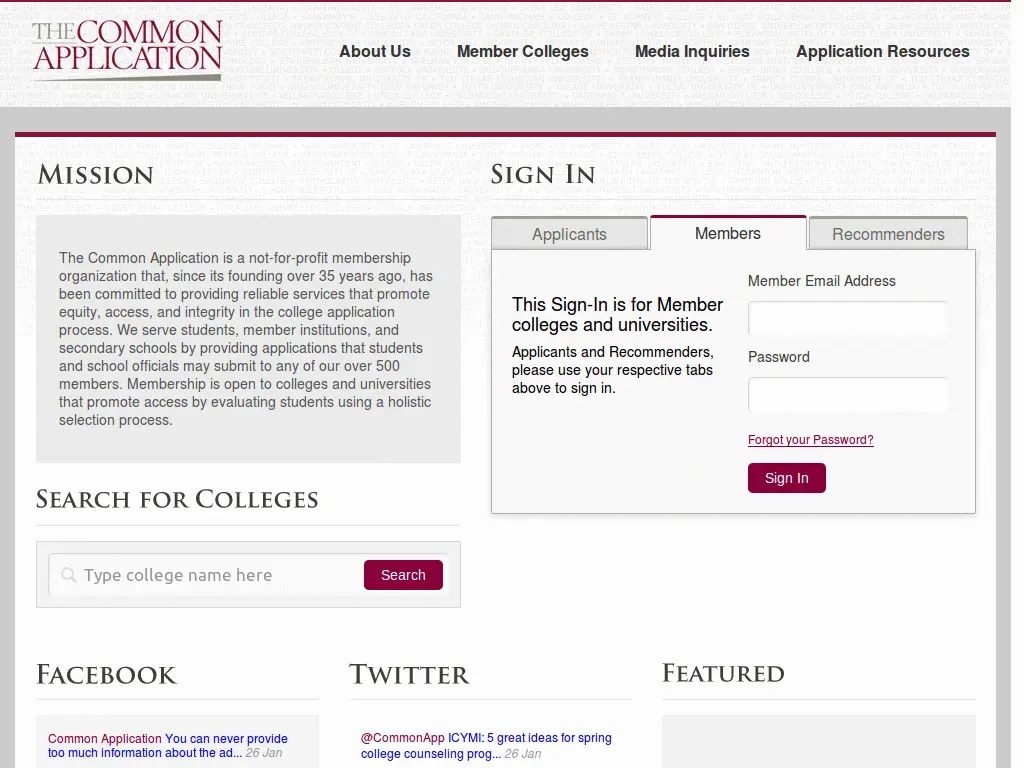 THE COMMON
APPLICATION
About Us
Member Colleges
Media Inquiries
Application Resources
Mission
The Common Application is a not-for-profit membership
organization that, since its founding over 35 years ago, has
been committed to providing reliable services that promote
equity, access, and integrity in the college application
process. We serve students, member institutions, and
secondary schools by providing applications that students
and school officials may submit to any of our over 500
members. Membership is open to colleges and universities
that promote access by evaluating students using a holistic
selection process.
Search for Colleges
Type college name here
Search
Sign In
Applicants
Members
Recommenders
This Sign-In is for Member
colleges and universities.
Applicants and Recommenders,
please use your respective tabs
above to sign in.
Member Email Address
Password
Forgot your Password?
Sign In
Facebook
Common Application You can never provide
too much information about the ad... 26 Jan
Twitter
@CommonApp ICYMI: 5 great ideas for spring
college counseling prog... 26 Jan
Featured